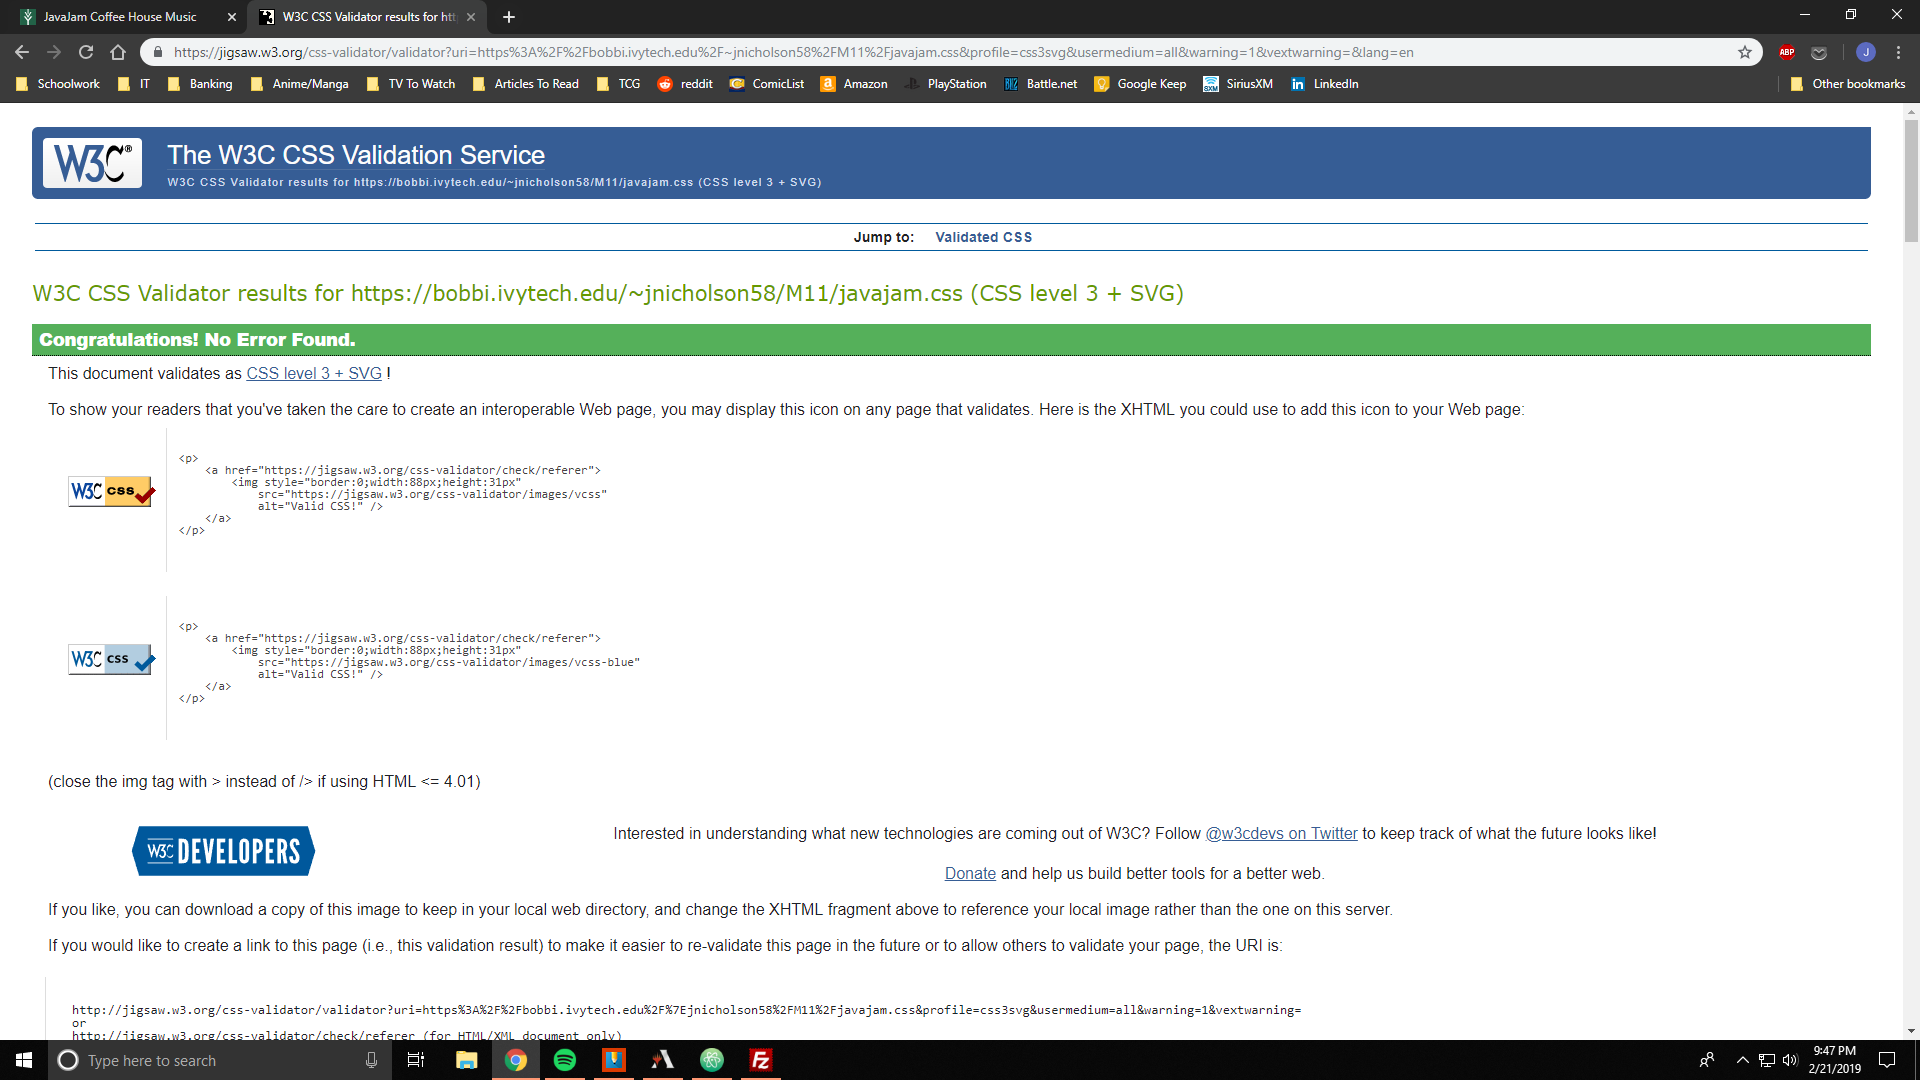 JavaJam Coffee House Music
W3C CSS Validator results for htt
https://jigsaw.w3.org/css-validator/validator?uri=https%3A%2F%2Fbobbi.ivytech.edu%2F~jnicholson58%2FM11%2Fjavajam.css&profile=css3svg&usermedium=all&warning=1&vextwarning=&lang=en
ABP
J
Schoolwork IT Banking Anime/Manga TV To Watch Articles To Read TCG reddit ComicList Amazon PlayStation Battle.net Google Keep SiriusXM LinkedIn Other bookmarks
W3C®
The W3C CSS Validation Service
W3C CSS Validator results for https://bobbi.ivytech.edu/~jnicholson58/M11/javajam.css (CSS level 3 + SVG)
Jump to: Validated CSS
W3C CSS Validator results for https://bobbi.ivytech.edu/~jnicholson58/M11/javajam.css (CSS level 3 + SVG)
Congratulations! No Error Found.
This document validates as CSS level 3 + SVG !
To show your readers that you've taken the care to create an interoperable Web page, you may display this icon on any page that validates. Here is the XHTML you could use to add this icon to your Web page:
W3C css
<p>
<a href="https://jigsaw.w3.org/css-validator/check/referer">
<img style="border:0;width:88px;height:31px"
src="https://jigsaw.w3.org/css-validator/images/vcss"
alt="Valid CSS!" />
</a>
</p>
W3C css
<p>
<a href="https://jigsaw.w3.org/css-validator/check/referer">
<img style="border:0;width:88px;height:31px"
src="https://jigsaw.w3.org/css-validator/images/vcss-blue"
alt="Valid CSS!" />
</a>
</p>
(close the img tag with > instead of /> if using HTML <= 4.01)
W3C DEVELOPERS
Interested in understanding what new technologies are coming out of W3C? Follow @w3cdevs on Twitter to keep track of what the future looks like!
Donate and help us build better tools for a better web.
If you like, you can download a copy of this image to keep in your local web directory, and change the XHTML fragment above to reference your local image rather than the one on this server.
If you would like to create a link to this page (i.e., this validation result) to make it easier to re-validate this page in the future or to allow others to validate your page, the URI is:
http://jigsaw.w3.org/css-validator/validator?uri=https%3A%2F%2Fbobbi.ivytech.edu%2F%7Ejnicholson58%2FM11%2Fjavajam.css&profile=css3svg&usermedium=all&warning=1&vextwarning=
or
http://jigsaw.w3.org/css-validator/check/referer (for HTML/XML document only)
Type here to search
Fz
9:47 PM
2/21/2019